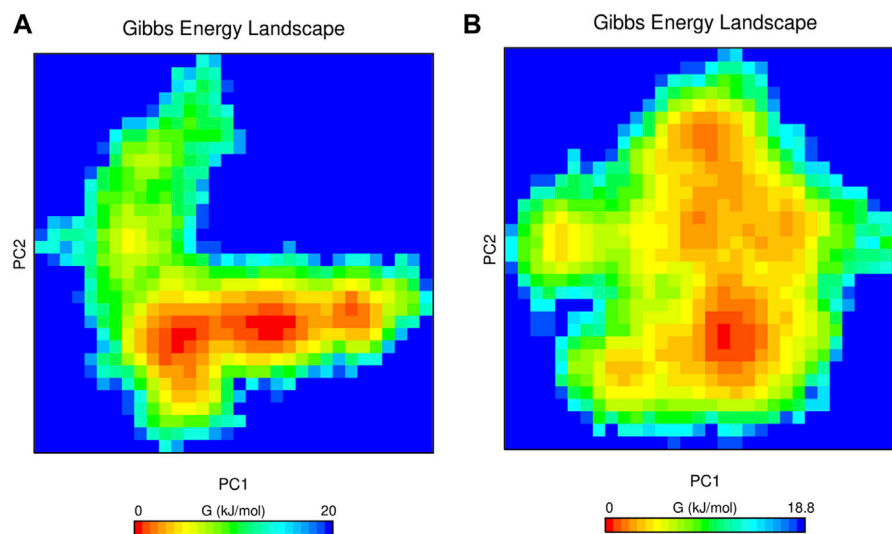 A
Gibbs Energy Landscape
PC2
PC1
0 G (kJ/mol) 20
B
Gibbs Energy Landscape
PC2
PC1
0 G (kJ/mol) 18.8